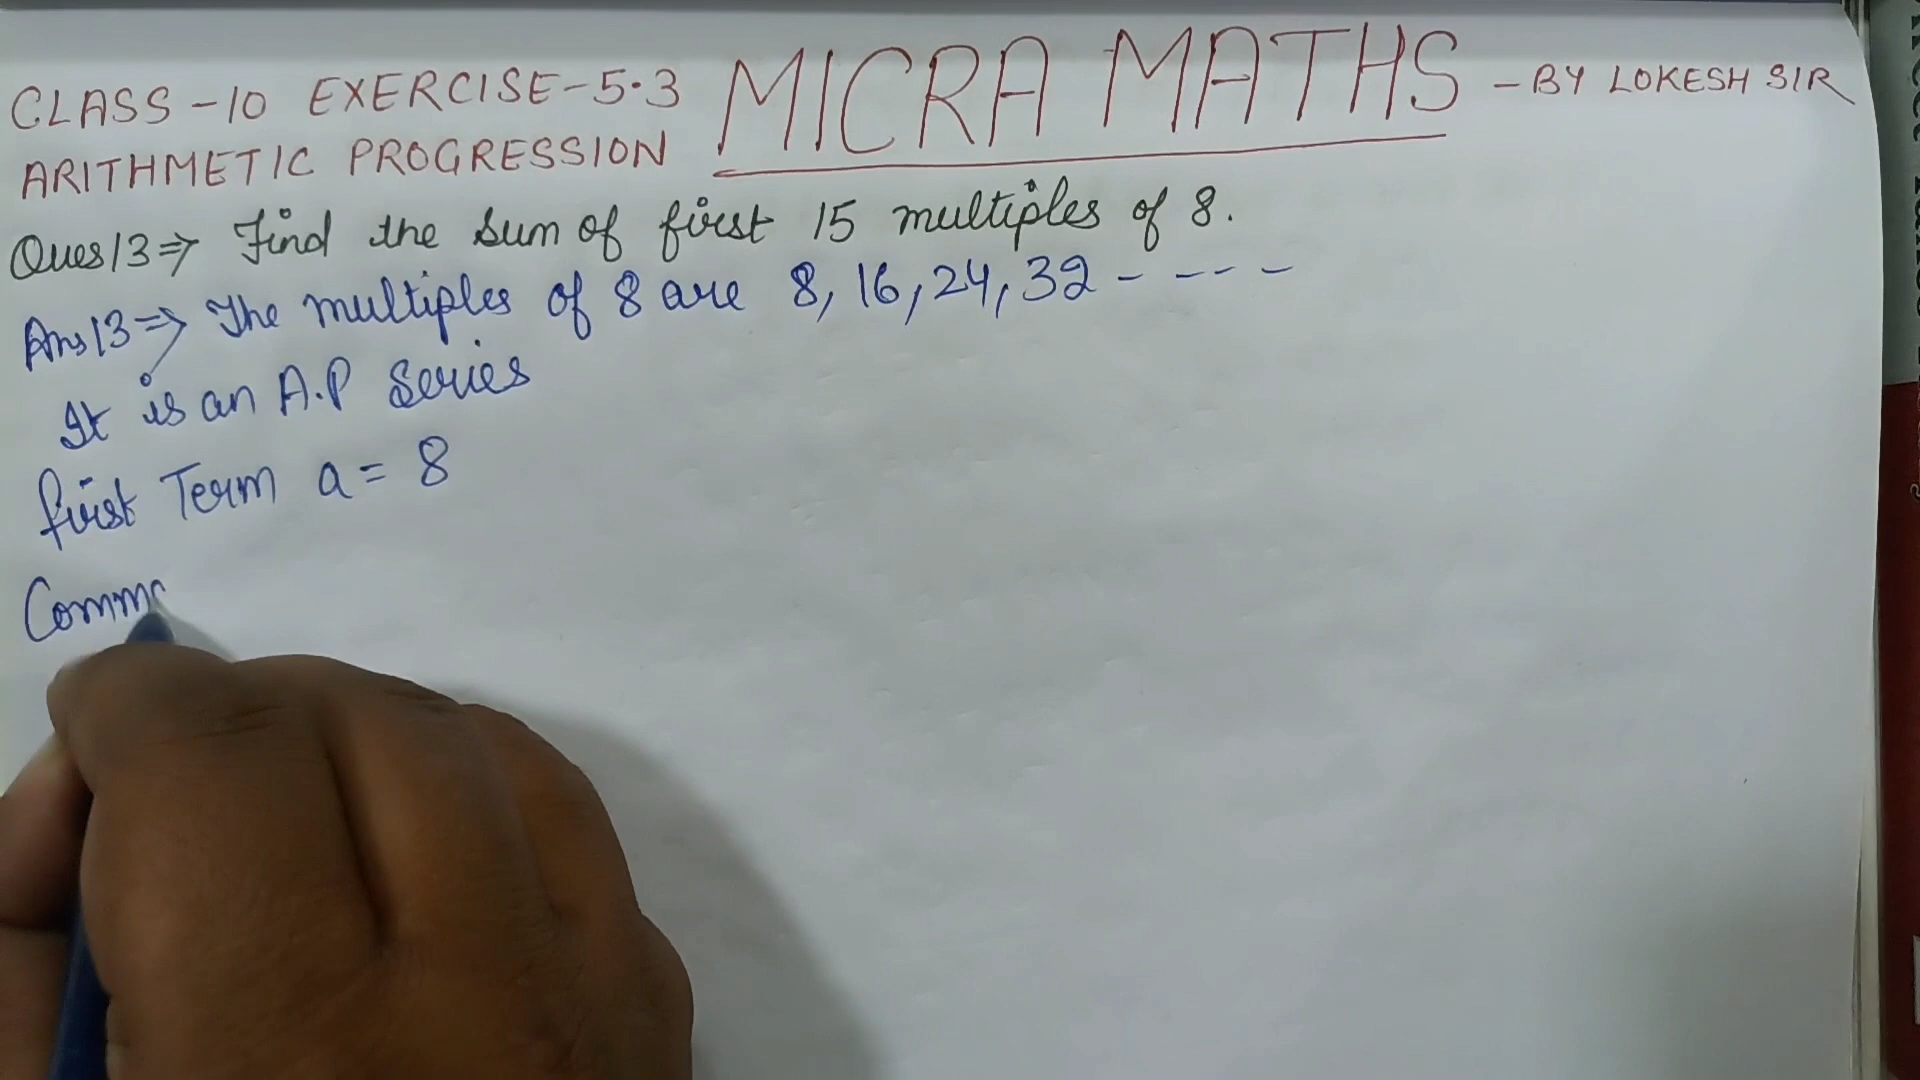 CLASS -10 EXERCISE-5.3
ARITHMETIC PROGRESSION
MICRA MATHS
- BY LOKESH SIR
Ques13⇒ Find the sum of first 15 multiples of 8.
Ans13⇒ The multiples of 8 are 8, 16, 24, 32 - - - -
It is an A.P Series
first Term a = 8
Comm